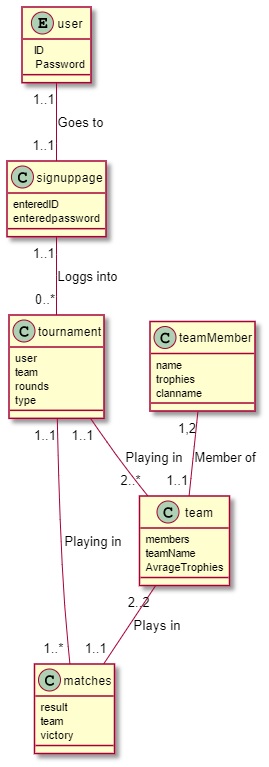 E user
ID
Password
1..1
Goes to
1..1
C signuppage
enteredID
enteredpassword
1..1
Loggs into
0..*
C tournament
user
team
rounds
type
C teamMember
name
trophies
clanname
1..1
1..1
1,2
Playing in
Member of
2..*
1..1
C team
members
teamName
AvrageTrophies
Playing in
2..2
Plays in
1..*
1..1
C matches
result
team
victory